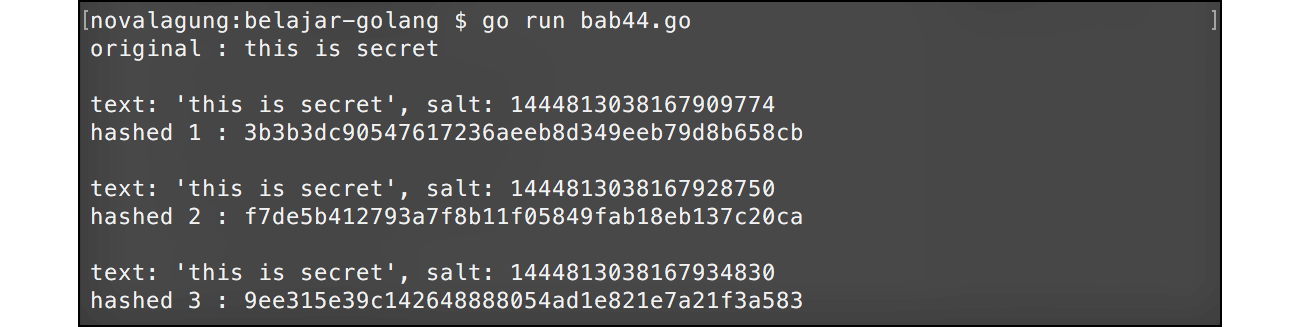 [novalagung:belajar-golang $ go run bab44.go ]
original : this is secret
text: 'this is secret', salt: 1444813038167909774
hashed 1 : 3b3b3dc90547617236aeeb8d349eeb79d8b658cb
text: 'this is secret', salt: 1444813038167928750
hashed 2 : f7de5b412793a7f8b11f05849fab18eb137c20ca
text: 'this is secret', salt: 1444813038167934830
hashed 3 : 9ee315e39c142648888054ad1e821e7a21f3a583